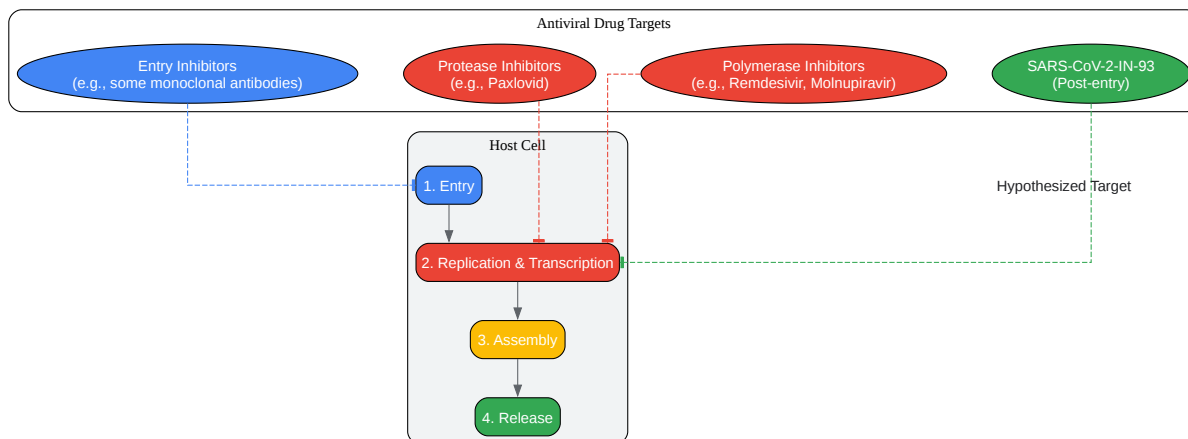 Antiviral Drug Targets
Entry Inhibitors
(e.g., some monoclonal antibodies)
Protease Inhibitors
(e.g., Paxlovid)
Polymerase Inhibitors
(e.g., Remdesivir, Molnupiravir)
SARS-CoV-2-IN-93
(Post-entry)
Host Cell
1. Entry
Hypothesized Target
2. Replication & Transcription
3. Assembly
4. Release